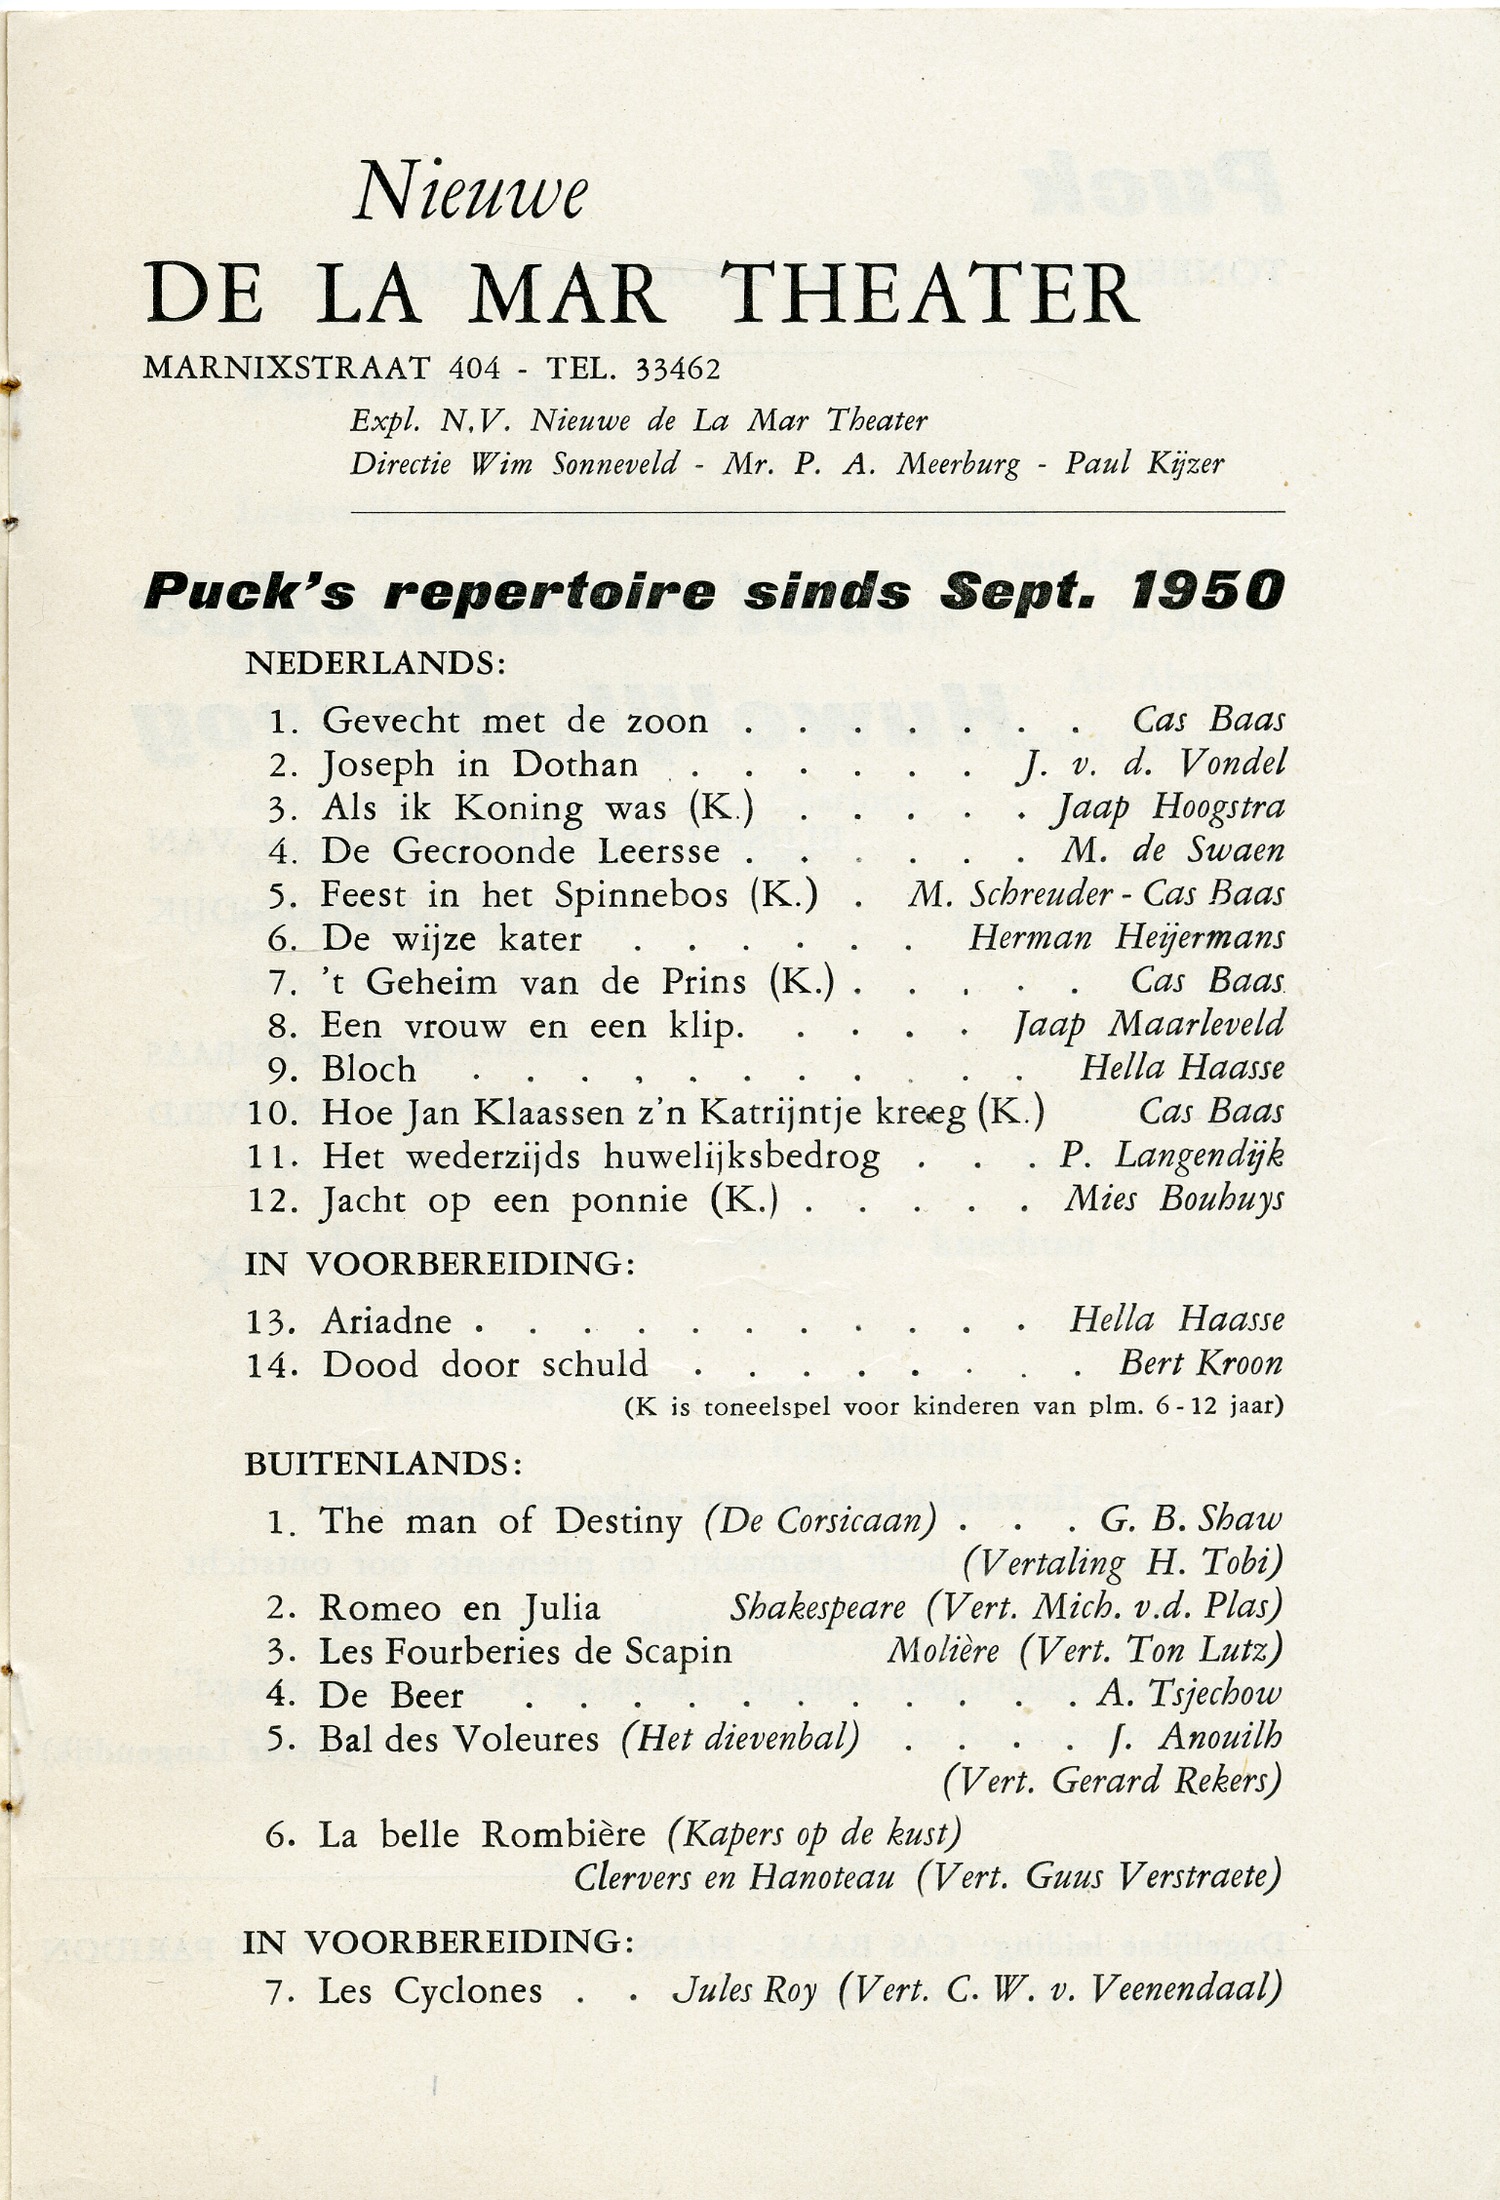 Nieuwe
DE LA MAR THEATER
MARNIXSTRAAT 404 - TEL. 33462
Expl. N.V. Nieuwe de La Mar Theater
Directie Wim Sonneveld - Mr. P. A. Meerburg - Paul Kijzer
Puck's repertoire sinds Sept. 1950
NEDERLANDS:
1. Gevecht met de zoon . . . . . . . Cas Baas
2. Joseph in Dothan . . . . . . J. v. d. Vondel
3. Als ik Koning was (K.) . . . . . Jaap Hoogstra
4. De Gecroonde Leersse . . . . . . M. de Swaen
5. Feest in het Spinnebos (K.) . M. Schreuder - Cas Baas
6. De wijze kater . . . . . . Herman Heijermans
7. 't Geheim van de Prins (K.) . . . . . Cas Baas
8. Een vrouw en een klip. . . . . Jaap Maarleveld
9. Bloch . . . . . . . . . . . Hella Haasse
10. Hoe Jan Klaassen z'n Katrijntje kreeg (K.) Cas Baas
11. Het wederzijds huwelijksbedrog . . . P. Langendijk
12. Jacht op een ponnie (K.) . . . . . Mies Bouhuys
IN VOORBEREIDING:
13. Ariadne . . . . . . . . . . . Hella Haasse
14. Dood door schuld . . . . . . . . Bert Kroon
(K is toneelspel voor kinderen van plm. 6-12 jaar)
BUITENLANDS:
1. The man of Destiny (De Corsicaan) . . . G. B. Shaw
(Vertaling H. Tobi)
2. Romeo en Julia Shakespeare (Vert. Mich. v.d. Plas)
3. Les Fourberies de Scapin Molière (Vert. Ton Lutz)
4. De Beer . . . . . . . . . . . A. Tsjechow
5. Bal des Voleures (Het dievenbal) . . . . J. Anouilh
(Vert. Gerard Rekers)
6. La belle Rombière (Kapers op de kust)
Clervers en Hanoteau (Vert. Guus Verstraete)
IN VOORBEREIDING:
7. Les Cyclones . . Jules Roy (Vert. C. W. v. Veenendaal)